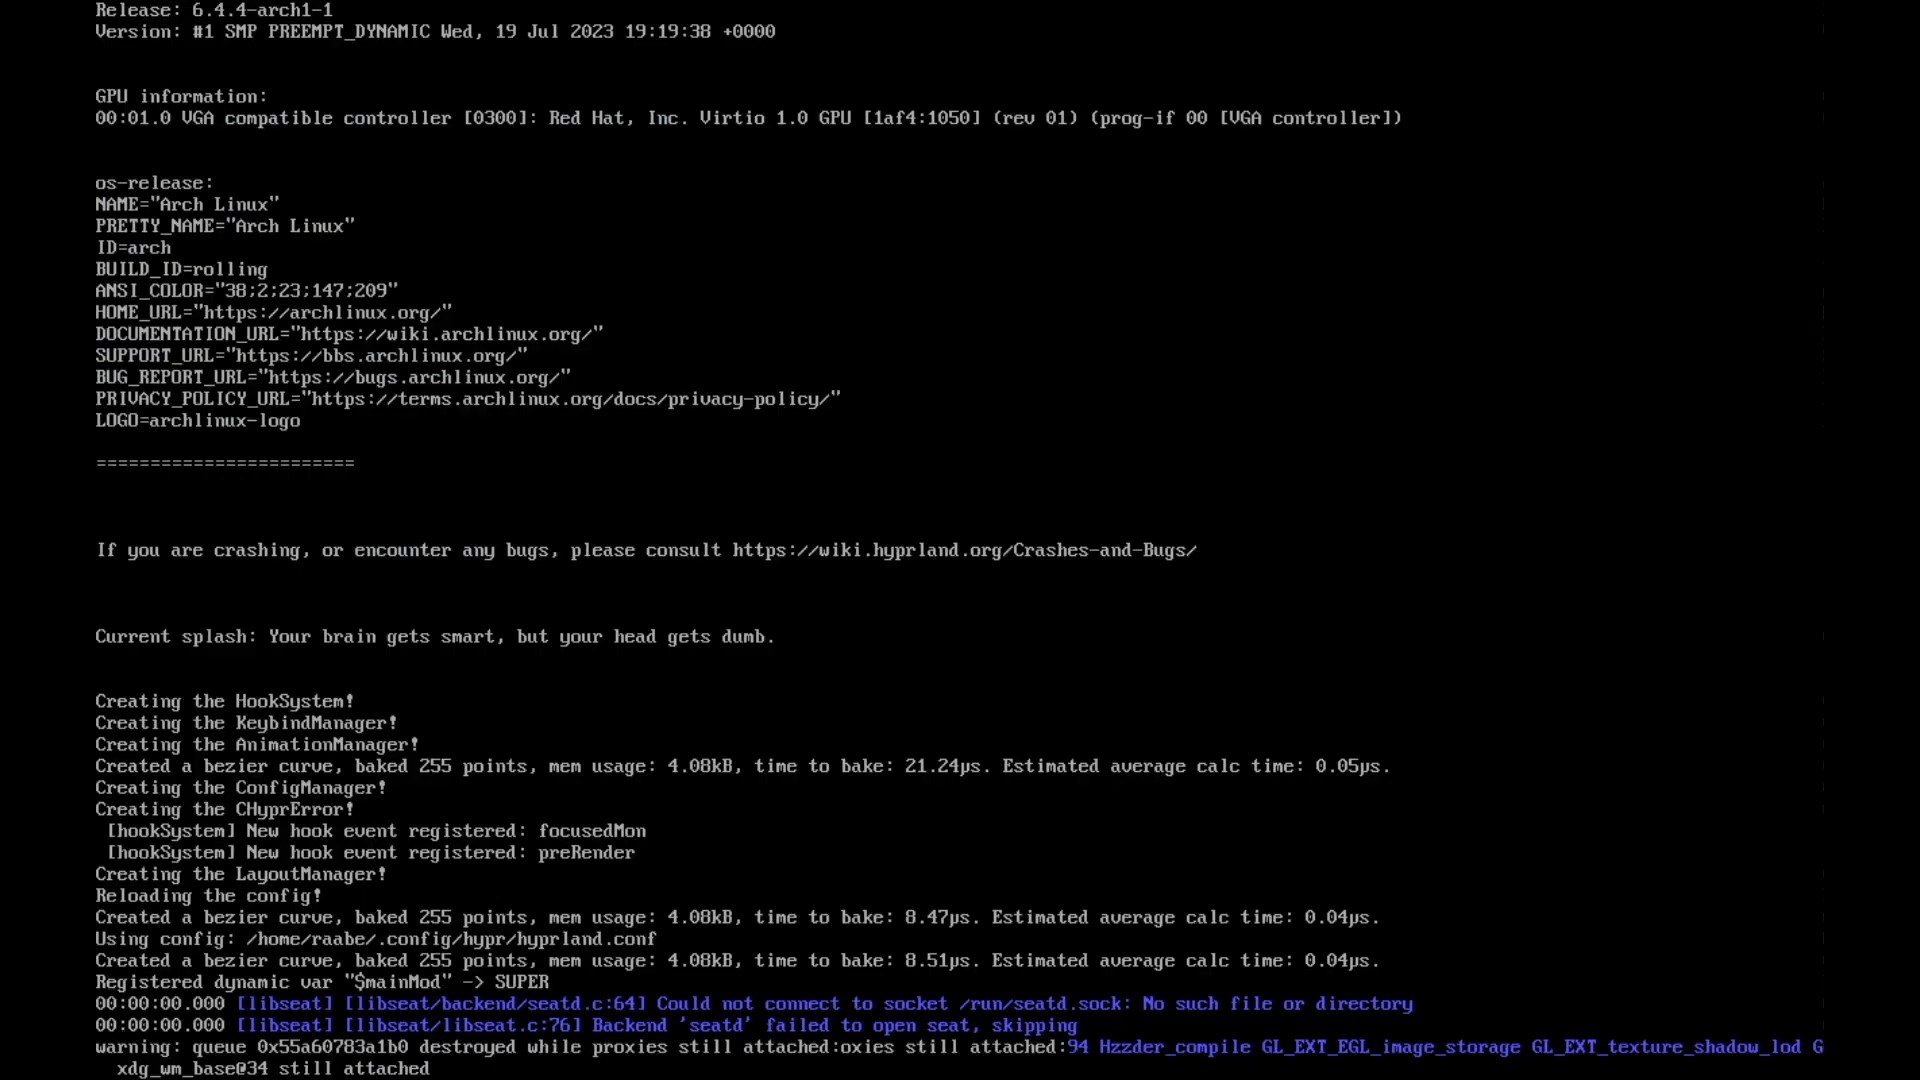 Release: 6.4.4-arch1-1
Version: #1 SMP PREEMPT_DYNAMIC Wed, 19 Jul 2023 19:19:38 +0000
GPU information:
00:01.0 VGA compatible controller [0300]: Red Hat, Inc. Virtio 1.0 GPU [1af4:1050] (rev 01) (prog-if 00 [VGA controller])
os-release:
NAME="Arch Linux"
PRETTY_NAME="Arch Linux"
ID=arch
BUILD_ID=rolling
ANSI_COLOR="38;2;23;147;209"
HOME_URL="https://archlinux.org/"
DOCUMENTATION_URL="https://wiki.archlinux.org/"
SUPPORT_URL="https://bbs.archlinux.org/"
BUG_REPORT_URL="https://bugs.archlinux.org/"
PRIVACY_POLICY_URL="https://terms.archlinux.org/docs/privacy-policy/"
LOGO=archlinux-logo
========================
If you are crashing, or encounter any bugs, please consult https://wiki.hyprland.org/Crashes-and-Bugs/
Current splash: Your brain gets smart, but your head gets dumb.
Creating the HookSystem!
Creating the KeybindManager!
Creating the AnimationManager!
Created a bezier curve, baked 255 points, mem usage: 4.08kB, time to bake: 21.24µs. Estimated average calc time: 0.05µs.
Creating the ConfigManager!
Creating the CHyprError!
[hookSystem] New hook event registered: focusedMon
[hookSystem] New hook event registered: preRender
Creating the LayoutManager!
Reloading the config!
Created a bezier curve, baked 255 points, mem usage: 4.08kB, time to bake: 8.47µs. Estimated average calc time: 0.04µs.
Using config: /home/raabe/.config/hypr/hyprland.conf
Created a bezier curve, baked 255 points, mem usage: 4.08kB, time to bake: 8.51µs. Estimated average calc time: 0.04µs.
Registered dynamic var "$mainMod" -> SUPER
00:00:00.000 [libseat] [libseat/backend/seatd.c:64] Could not connect to socket /run/seatd.sock: No such file or directory
00:00:00.000 [libseat] [libseat/libseat.c:76] Backend 'seatd' failed to open seat, skipping
warning: queue 0x55a60783a1b0 destroyed while proxies still attached:oxies still attached:94 Hzzder_compile GL_EXT_EGL_image_storage GL_EXT_texture_shadow_lod G
xdg_wm_base@34 still attached